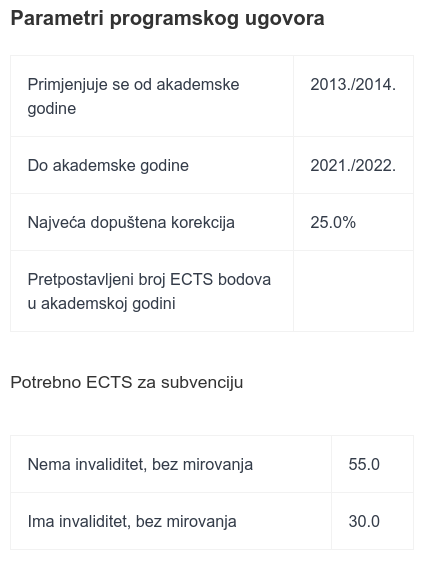 Parametri programskog ugovora
Primjenjuje se od akademske
godine
2013./2014.
Do akademske godine
2021./2022.
Najveća dopuštena korekcija
25.0%
Pretpostavljeni broj ECTS bodova
u akademskoj godini
Potrebno ECTS za subvenciju
Nema invaliditet, bez mirovanja
55.0
Ima invaliditet, bez mirovanja
30.0